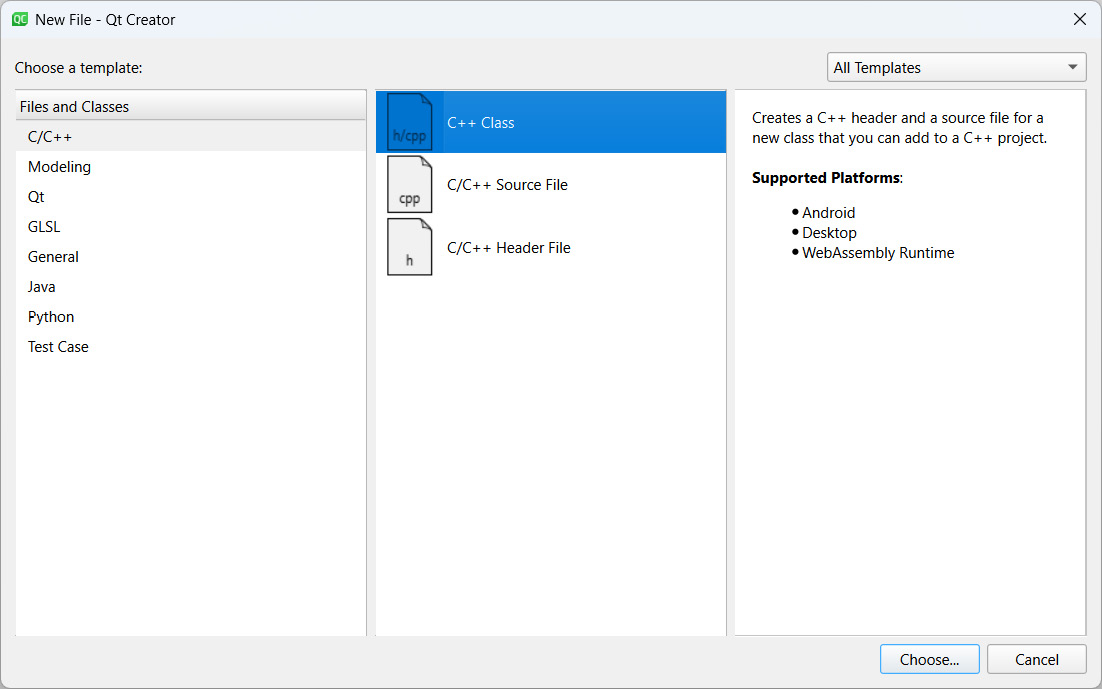 QC New File - Qt Creator
Choose a template:
All Templates
Files and Classes
C/C++
Modeling
Qt
GLSL
General
Java
Python
Test Case
h/cpp
C++ Class
cpp
C/C++ Source File
h
C/C++ Header File
Creates a C++ header and a source file for a
new class that you can add to a C++ project.
Supported Platforms:
• Android
• Desktop
• WebAssembly Runtime
Choose...
Cancel